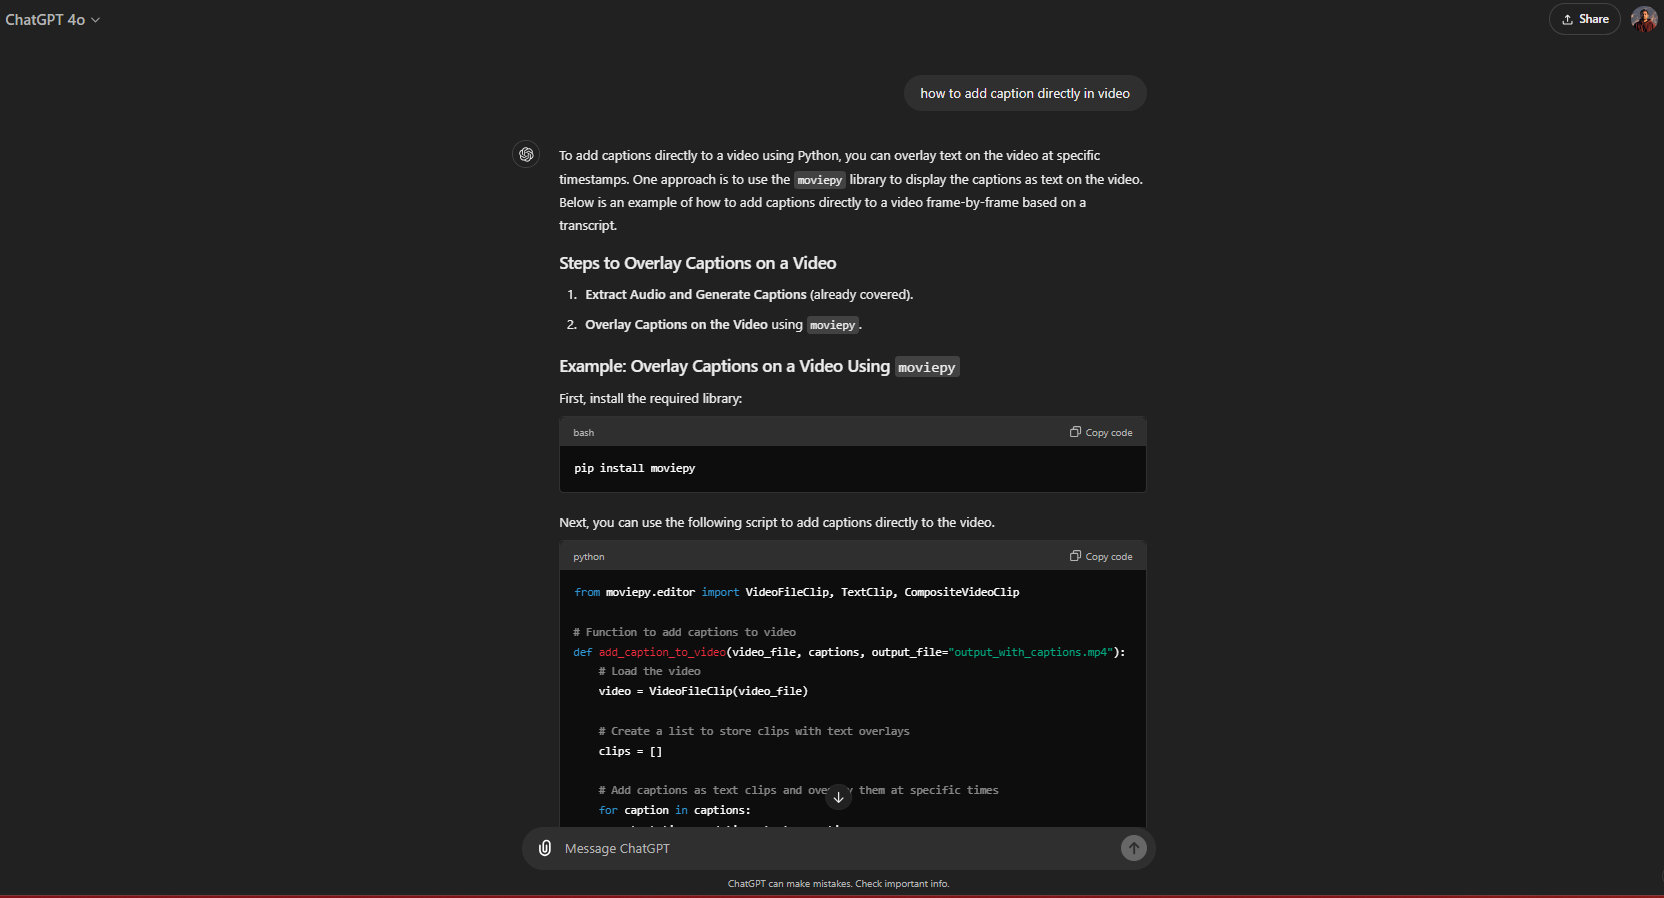 ChatGPT 4o
Share
how to add caption directly in video
To add captions directly to a video using Python, you can overlay text on the video at specific
timestamps. One approach is to use the moviepy library to display the captions as text on the video.
Below is an example of how to add captions directly to a video frame-by-frame based on a
transcript.
Steps to Overlay Captions on a Video
1. Extract Audio and Generate Captions (already covered).
2. Overlay Captions on the Video using moviepy.
Example: Overlay Captions on a Video Using moviepy
First, install the required library:
bash
Copy code
pip install moviepy
Next, you can use the following script to add captions directly to the video.
python
Copy code
from moviepy.editor import VideoFileClip, TextClip, CompositeVideoClip
# Function to add captions to video
def add_caption_to_video(video_file, captions, output_file="output_with_captions.mp4"):
# Load the video
video = VideoFileClip(video_file)
# Create a list to store clips with text overlays
clips = []
# Add captions as text clips and them at specific times
for caption in captions:
Message ChatGPT
ChatGPT can make mistakes. Check important info.